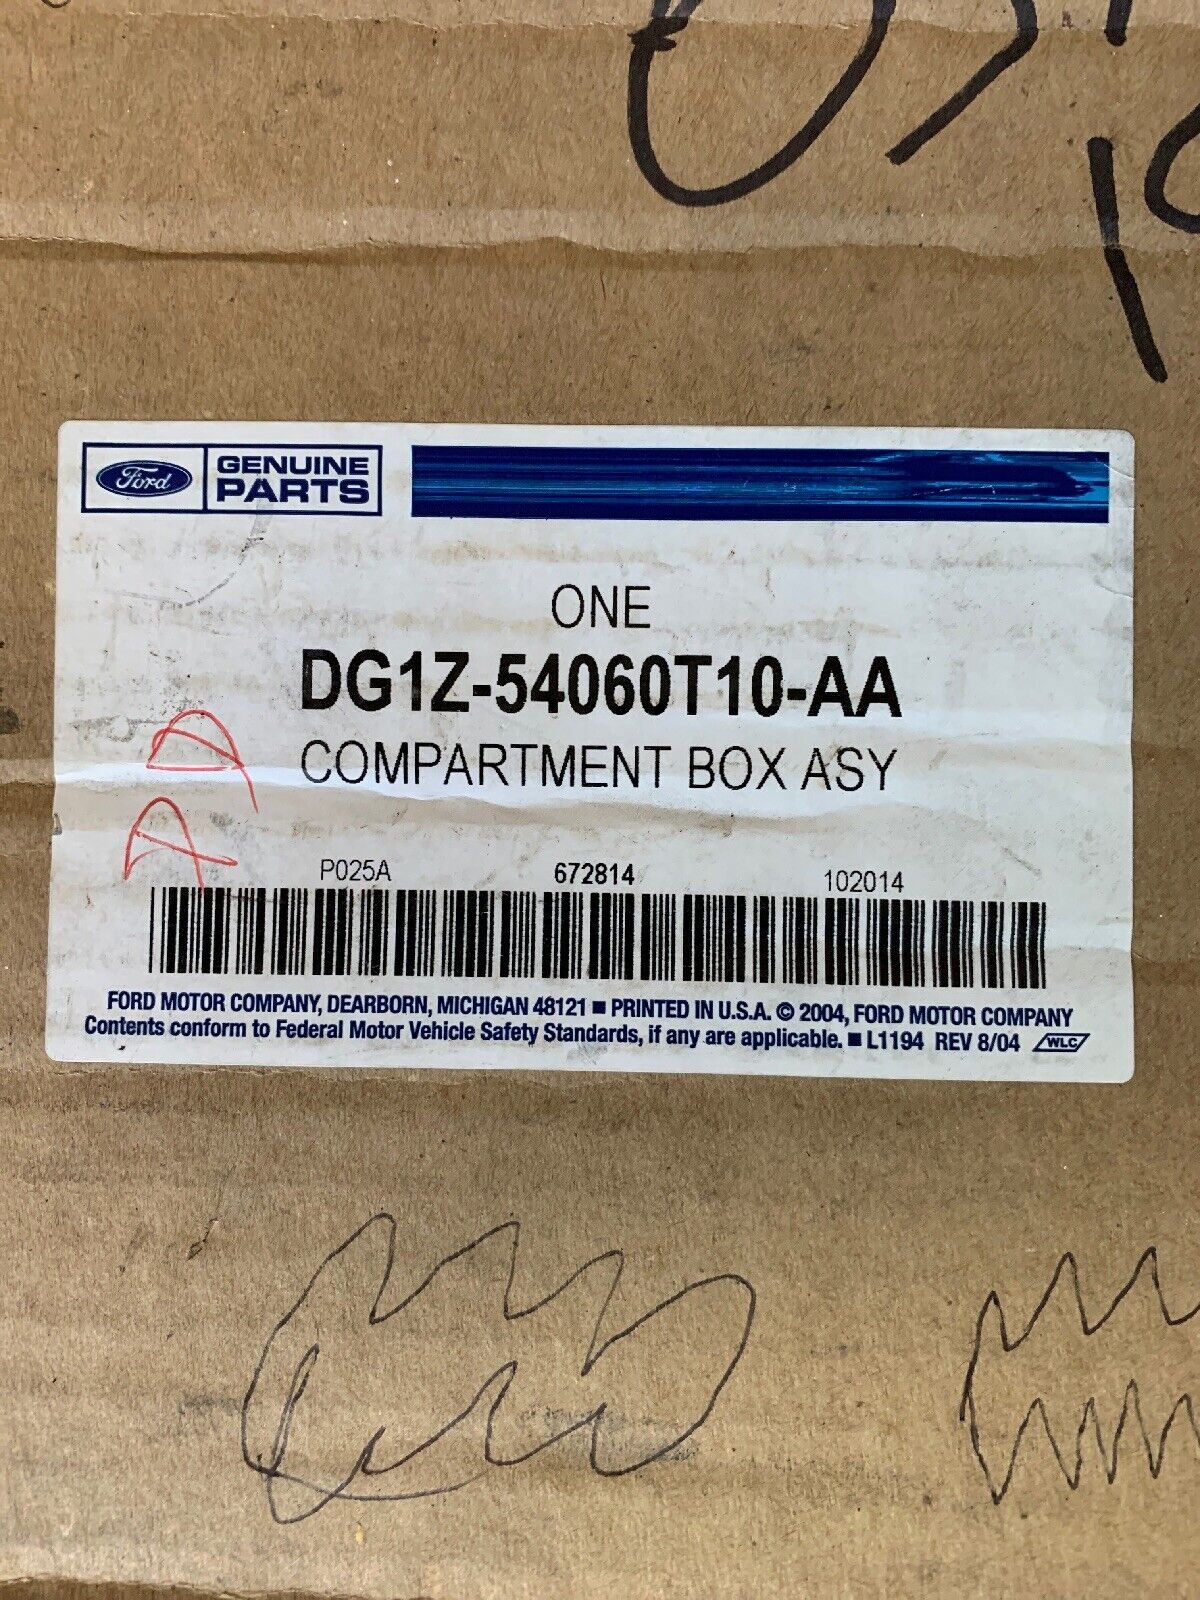 Ford GENUINE PARTS
ONE
DG1Z-54060T10-AA
COMPARTMENT BOX ASY
P025A 672814 102014
FORD MOTOR COMPANY, DEARBORN, MICHIGAN 48121 ■ PRINTED IN U.S.A. © 2004, FORD MOTOR COMPANY
Contents conform to Federal Motor Vehicle Safety Standards, if any are applicable. ■ L1194 REV 8/04 WLC